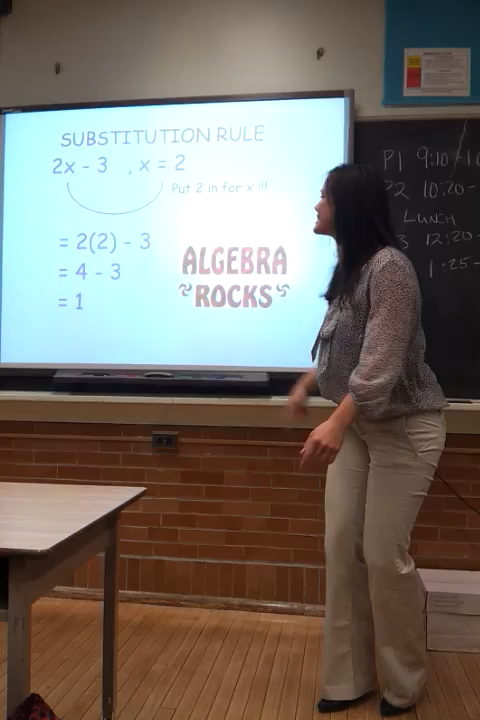 SUBSTITUTION RULE
2x - 3 , x = 2
Put 2 in for x !!!
= 2(2) - 3
= 4 - 3
= 1
ALGEBRA
ROCKS
P1 9:10-10
P2 10:20-
LUNCH
3 12:20-
1:25-